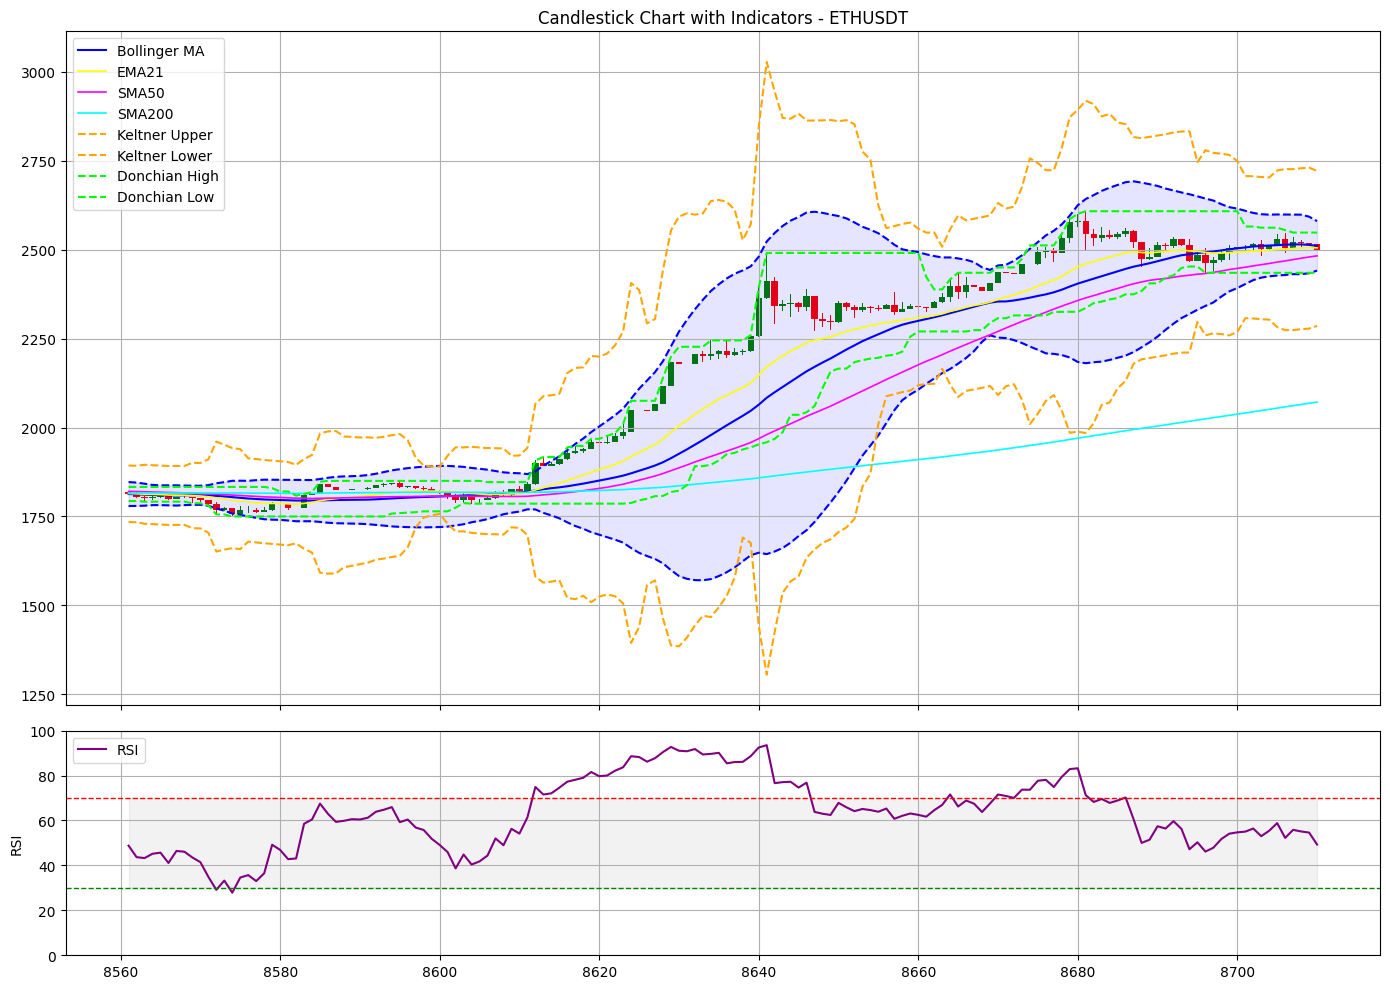 Candlestick Chart with Indicators - ETHUSDT
Bollinger MA
EMA21
SMA50
SMA200
Keltner Upper
Keltner Lower
Donchian High
Donchian Low
3000
2750
2500
2250
2000
1750
1500
1250
RSI
100
80
60
40
20
0
RSI
8560 8580 8600 8620 8640 8660 8680 8700